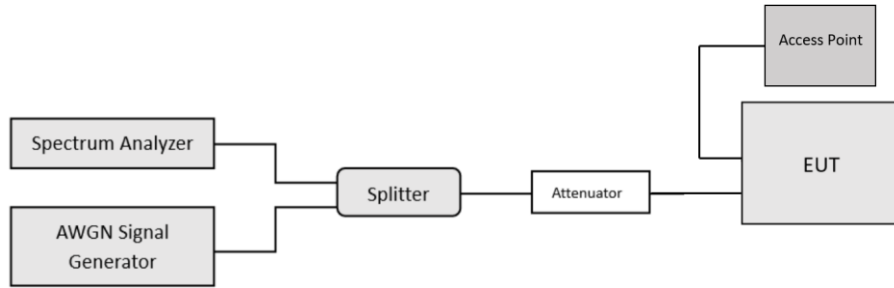 Access Point
Spectrum Analyzer
EUT
Splitter
Attenuator
AWGN Signal
Generator